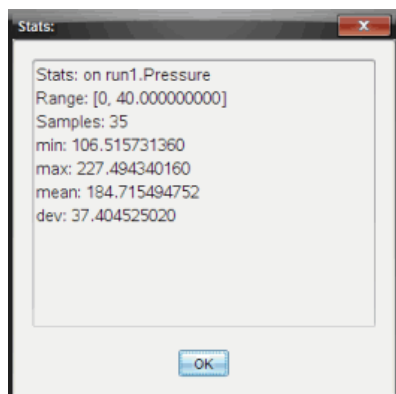 Stats:
Stats: on run1.Pressure
Range: [0, 40.000000000]
Samples: 35
min: 106.515731360
max: 227.494340160
mean: 184.715494752
dev: 37.404525020
OK